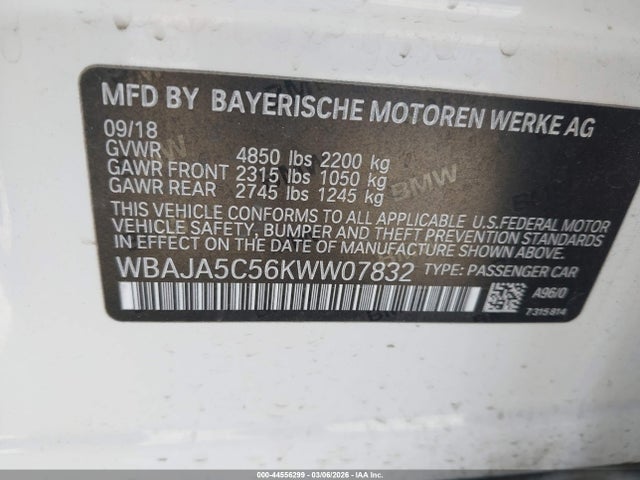 MFD BY BAYERISCHE MOTOREN WERKE AG
09/18
GVWR 4850 lbs 2200 kg
GAWR FRONT 2315 lbs 1050 kg
GAWR REAR 2745 lbs 1245 kg
THIS VEHICLE CONFORMS TO ALL APPLICABLE U.S.FEDERAL MOTOR
VEHICLE SAFETY, BUMPER, AND THEFT PREVENTION STANDARDS
IN EFFECT ON THE DATE OF MANUFACTURE SHOWN ABOVE.
WBAJA5C56KWW07832 TYPE: PASSENGER CAR
A96/0
7315814
BMW
000-44556299 - 03/06/2026 - IAAI.COM